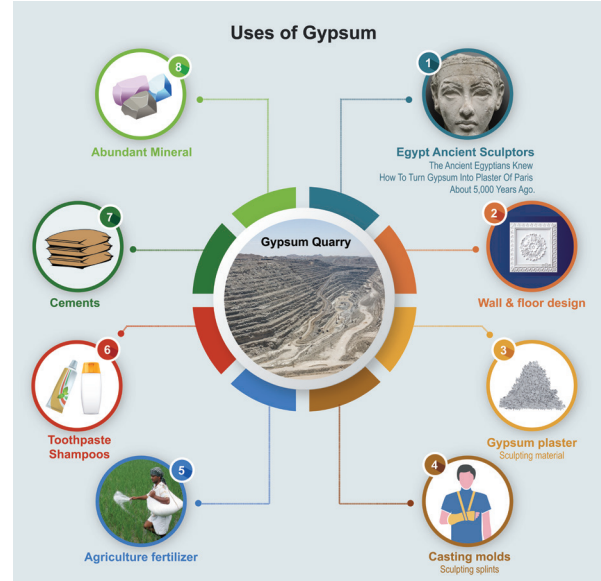 Uses of Gypsum
1
Egypt Ancient Sculptors
The Ancient Egyptians Knew
How To Turn Gypsum Into Plaster Of Paris
About 5,000 Years Ago.
2
Wall & floor design
3
Gypsum plaster
Sculpting material
4
Casting molds
Sculpting splints
5
Agriculture fertilizer
6
Toothpaste
Shampoos
7
Cements
8
Abundant Mineral
Gypsum Quarry